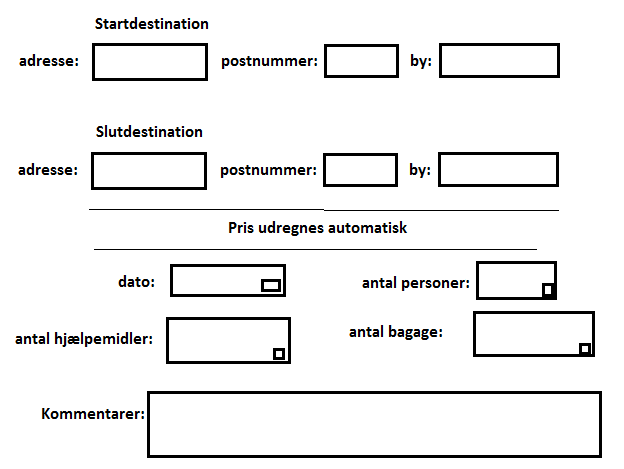 Startdestination
adresse: postnummer: by:
Slutdestination
adresse: postnummer: by:
Pris udregnes automatisk
dato: antal personer:
antal hjælpemidler: antal bagage:
Kommentarer: